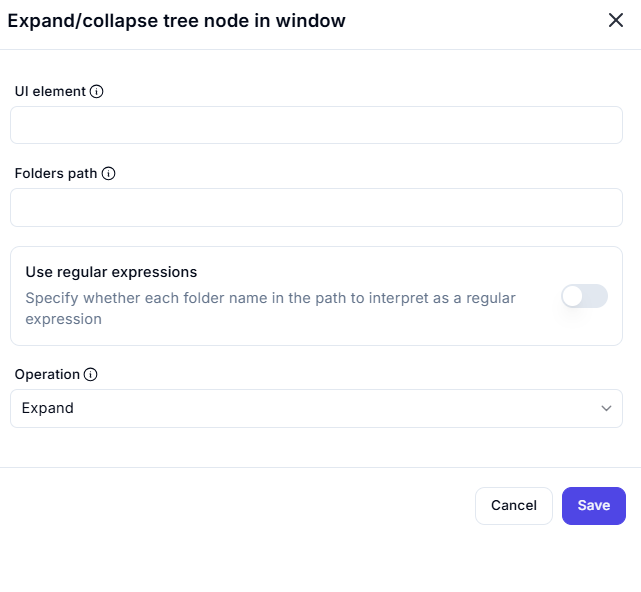 Expand/collapse tree node in window
UI element
Folders path
Use regular expressions
Specify whether each folder name in the path to interpret as a regular
expression
Operation
Expand
Cancel
Save